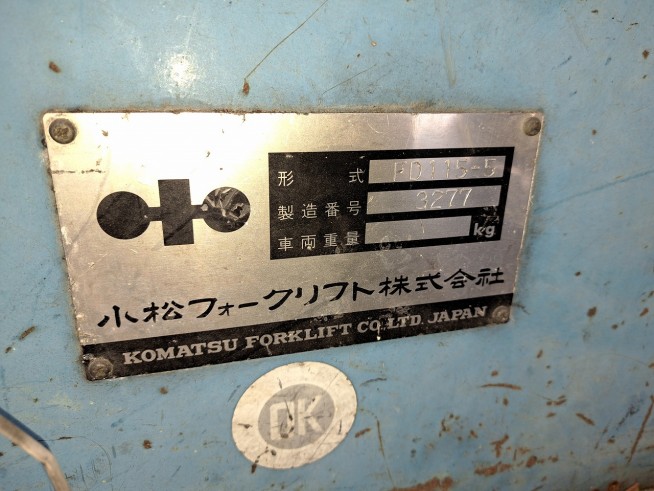 形式 FD115-5
製造番号 3277
車両重量 kg
小松フォークリフト株式会社
KOMATSU FORKLIFT CO.LTD. JAPAN
OK